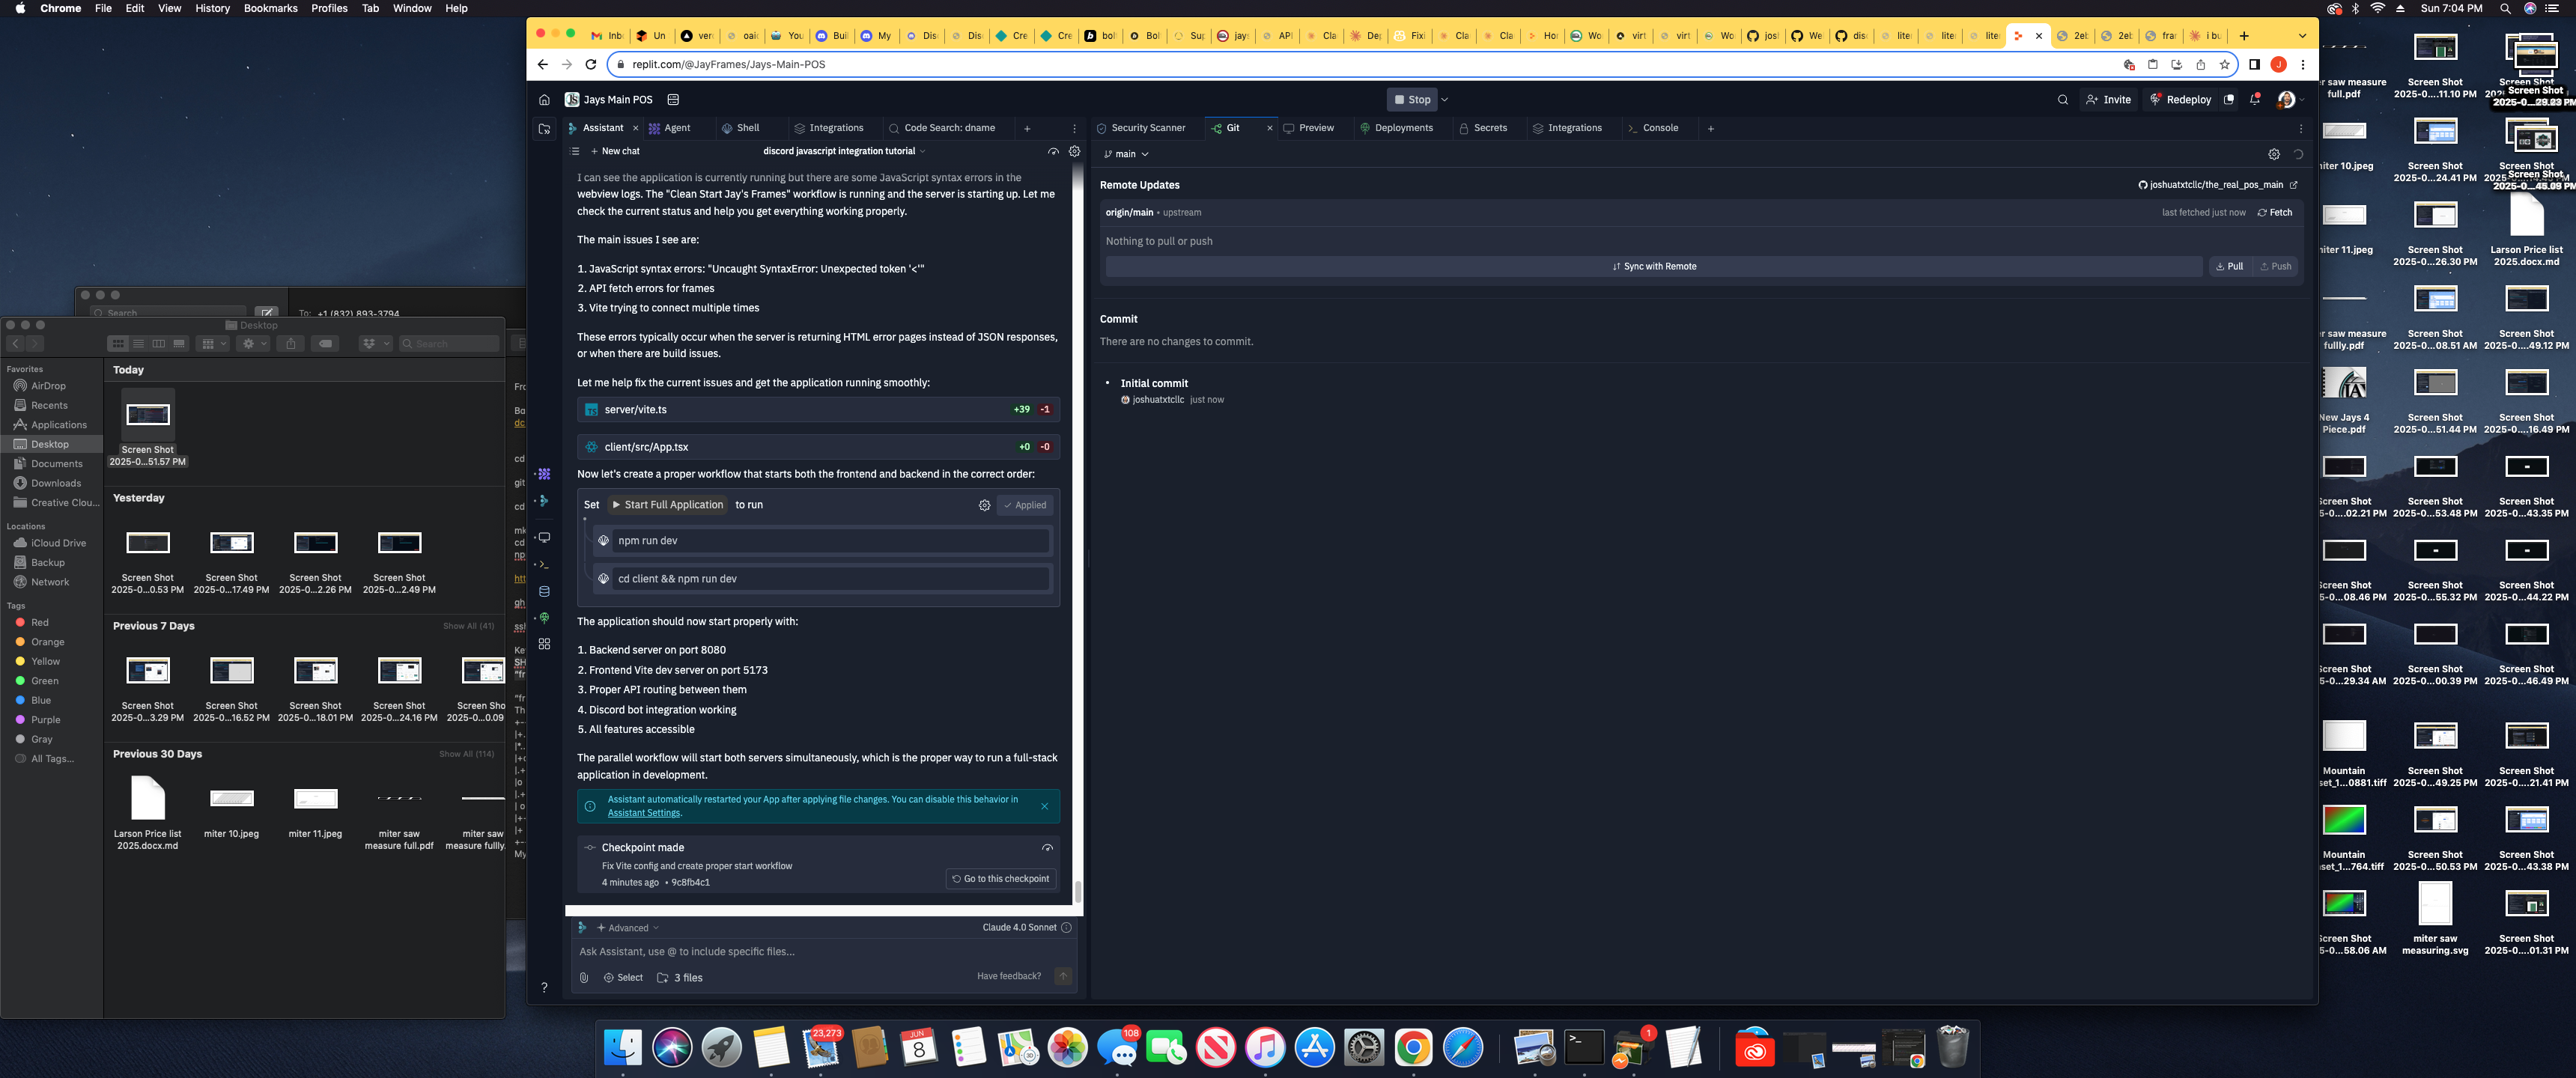 Chrome File Edit View History Bookmarks Profiles Tab Window Help
Sun 7:04 PM
replit.com/@JayFrames/Jays-Main-POS
Jays Main POS
Stop
Invite
Redeploy
Assistant
Agent
Shell
Integrations
Code Search: dname
New chat
discord javascript integration tutorial
I can see the application is currently running but there are some JavaScript syntax errors in the
webview logs. The "Clean Start Jay's Frames" workflow is running and the server is starting up. Let me
check the current status and help you get everything working properly.
The main issues I see are:
1. JavaScript syntax errors: "Uncaught SyntaxError: Unexpected token '<'"
2. API fetch errors for frames
3. Vite trying to connect multiple times
These errors typically occur when the server is returning HTML error pages instead of JSON responses,
or when there are build issues.
Let me help fix the current issues and get the application running smoothly:
server/vite.ts +39 -1
client/src/App.tsx +0 -0
Now let's create a proper workflow that starts both the frontend and backend in the correct order:
Set Start Full Application to run
Applied
npm run dev
cd client && npm run dev
The application should now start properly with:
1. Backend server on port 8080
2. Frontend Vite dev server on port 5173
3. Proper API routing between them
4. Discord bot integration working
5. All features accessible
The parallel workflow will start both servers simultaneously, which is the proper way to run a full-stack
application in development.
Assistant automatically restarted your App after applying file changes. You can disable this behavior in
Assistant Settings.
Checkpoint made
Fix Vite config and create proper start workflow
4 minutes ago • 9c8fb4c1
Go to this checkpoint
Advanced
Claude 4.0 Sonnet
Ask Assistant, use @ to include specific files...
Select
3 files
Have feedback?
Security Scanner
Git
Preview
Deployments
Secrets
Integrations
Console
main
Remote Updates
joshuatxtcllc/the_real_pos_main
origin/main • upstream
last fetched just now
Fetch
Nothing to pull or push
Sync with Remote
Pull
Push
Commit
There are no changes to commit.
Initial commit
joshuatxtcllc just now
Search
To: +1 (832) 893-3794
Desktop
Search
Favorites
AirDrop
Recents
Applications
Desktop
Documents
Downloads
Creative Clou...
Locations
iCloud Drive
Backup
Network
Tags
Red
Orange
Yellow
Green
Blue
Purple
Gray
All Tags...
Today
Screen Shot
2025-0...51.57 PM
Yesterday
Screen Shot Screen Shot Screen Shot Screen Shot
2025-0...0.53 PM 2025-0...17.49 PM 2025-0...2.26 PM 2025-0...2.49 PM
Previous 7 Days
Show All (41)
Screen Shot Screen Shot Screen Shot Screen Shot Screen Sho
2025-0...3.29 PM 2025-0...16.52 PM 2025-0...18.01 PM 2025-0...24.16 PM 2025-0...0.09
Previous 30 Days
Show All (114)
Larson Price list
2025.docx.md
miter 10.jpeg
miter 11.jpeg
miter saw
measure full.pdf
miter saw
measure fullly.
er saw measure
full.pdf
Screen Shot
2025-0....11.10 PM
niter 10.jpeg
Screen Shot
2025-0...24.41 PM
niter 11.jpeg
Screen Shot
2025-0...26.30 PM
Larson Price list
2025.docx.md
er saw measure
fullly.pdf
Screen Shot
2025-0...08.51 AM
Screen Shot
2025-0....49.12 PM
New Jays 4
Piece.pdf
Screen Shot
2025-0...51.44 PM
Screen Shot
2025-0....16.49 PM
Screen Shot
5-0....02.21 PM
Screen Shot
2025-0...53.48 PM
Screen Shot
2025-0...43.35 PM
Screen Shot
5-0...08.46 PM
Screen Shot
2025-0...55.32 PM
Screen Shot
2025-0...44.22 PM
Screen Shot
5-0...29.34 AM
Screen Shot
2025-0...00.39 PM
Screen Shot
2025-0...46.49 PM
Mountain
set_1...0881.tiff
Screen Shot
2025-0...49.25 PM
Screen Shot
2025-0....21.41 PM
Mountain
set_1...764.tiff
Screen Shot
2025-0...50.53 PM
Screen Shot
2025-0...43.38 PM
Screen Shot
5-0...58.06 AM
miter saw
measuring.svg
Screen Shot
2025-0....01.31 PM
23,273
JUN
8
108
1